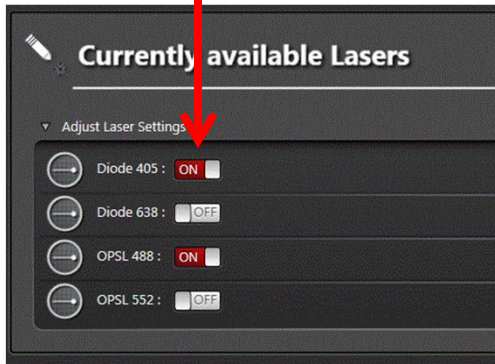 Currently available Lasers
Adjust Laser Settings
Diode 405 : ON
Diode 638 : OFF
OPSL 488 : ON
OPSL 552 : OFF